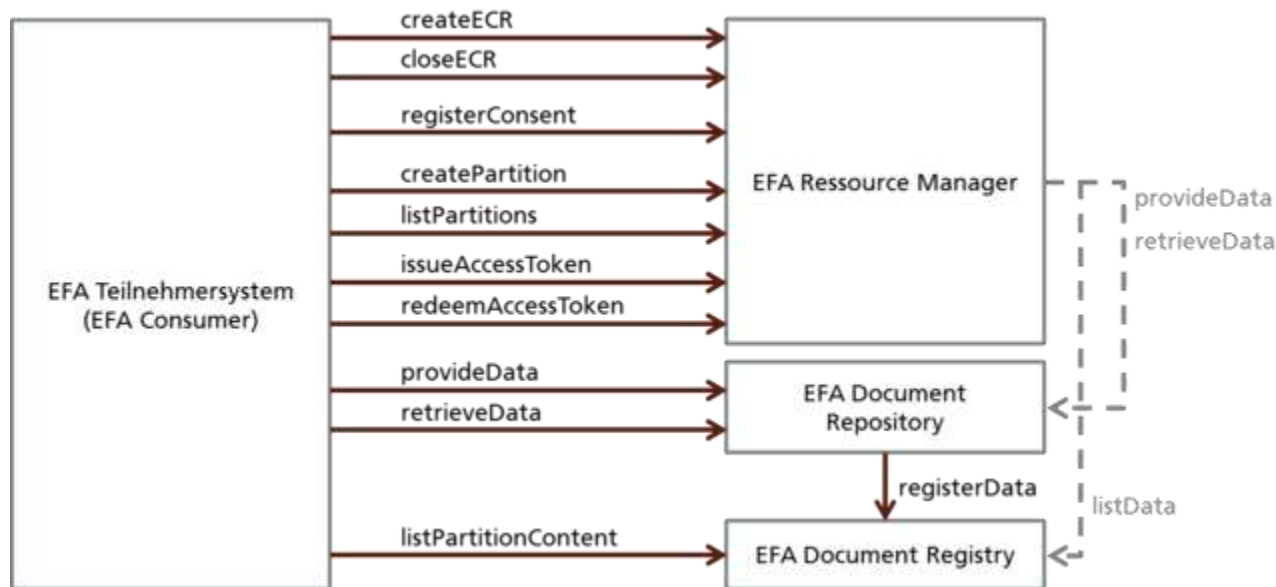 createECR
closeECR
registerConsent
createPartition
listPartitions
issueAccessToken
redeemAccessToken
provideData
retrieveData
listPartitionContent
EFA Teilnehmersystem
(EFA Consumer)
EFA Ressource Manager
provideData
retrieveData
EFA Document
Repository
registerData
listData
EFA Document Registry